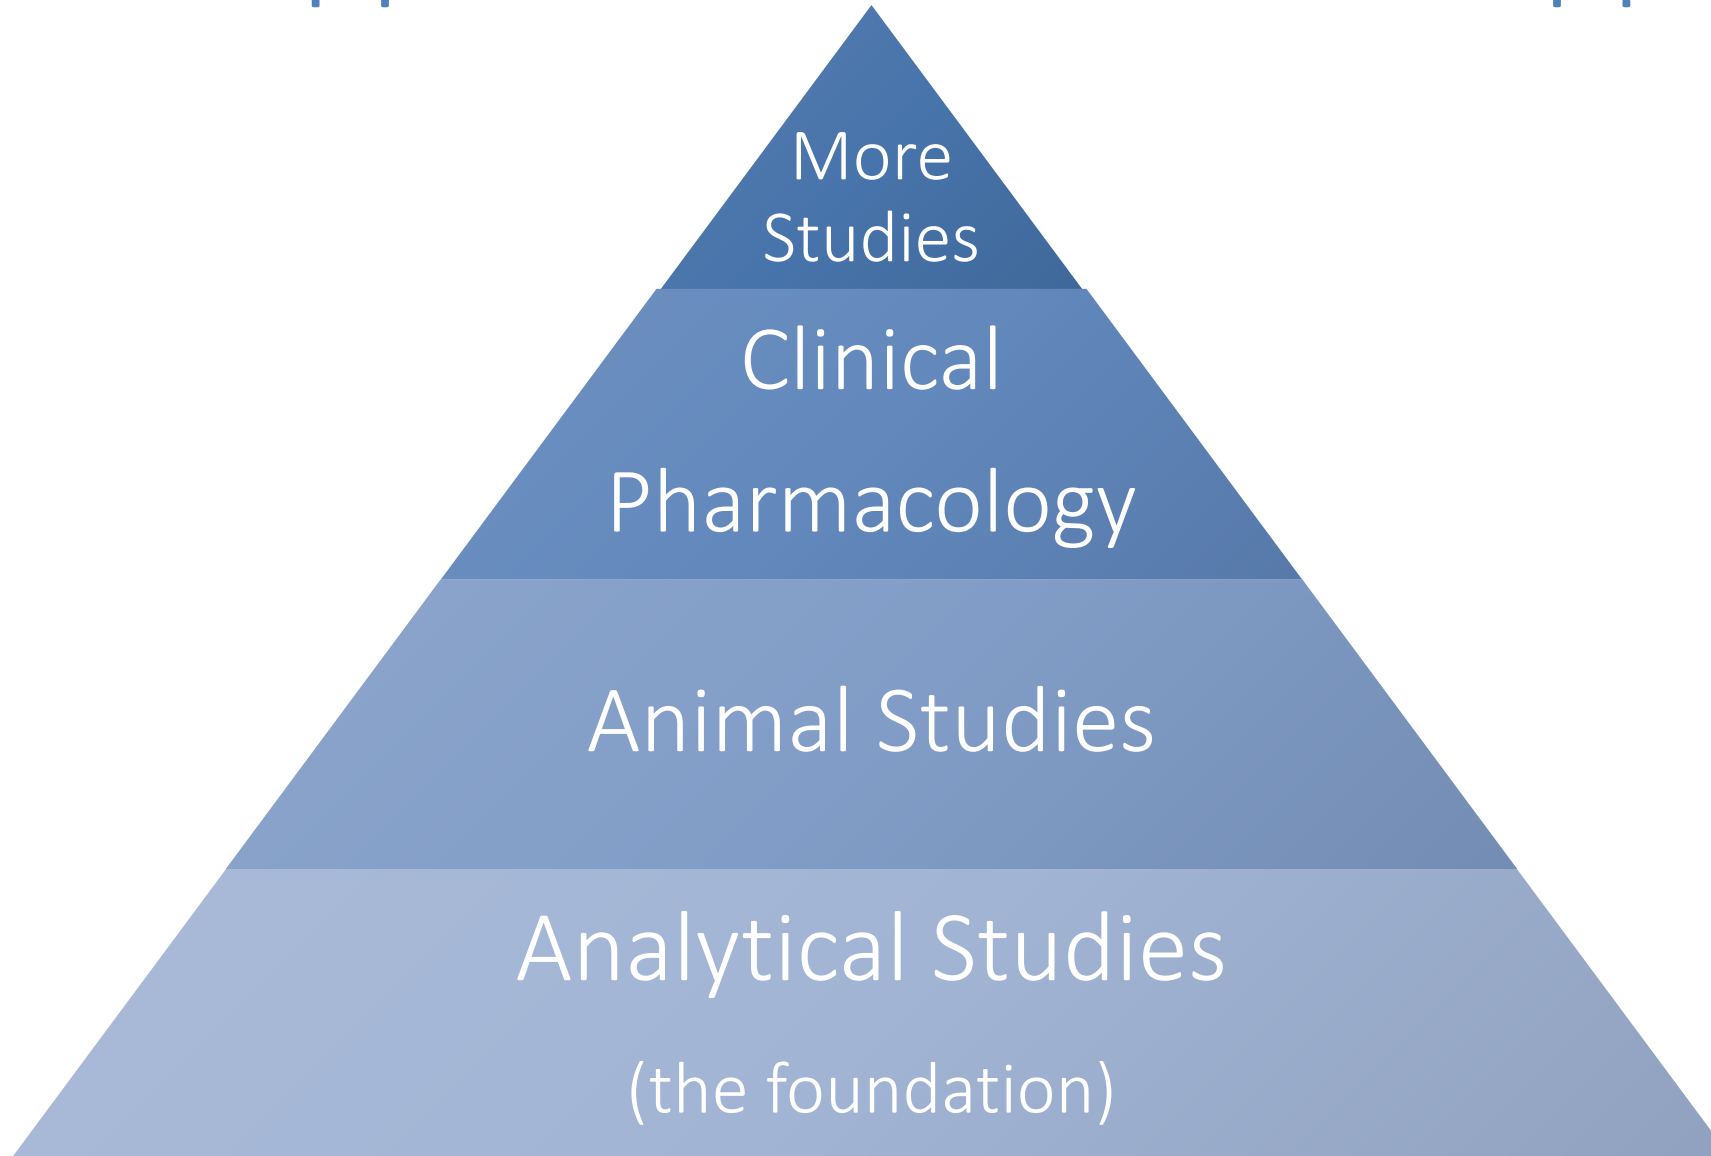 More
Studies
Clinical
Pharmacology
Animal Studies
Analytical Studies
(the foundation)